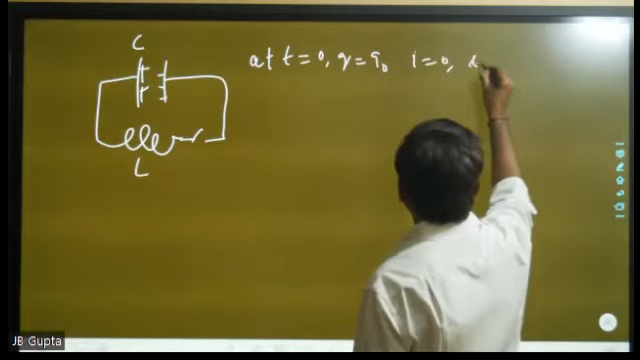 C
at t = 0, q = q₀ i = 0,
L
JB Gupta